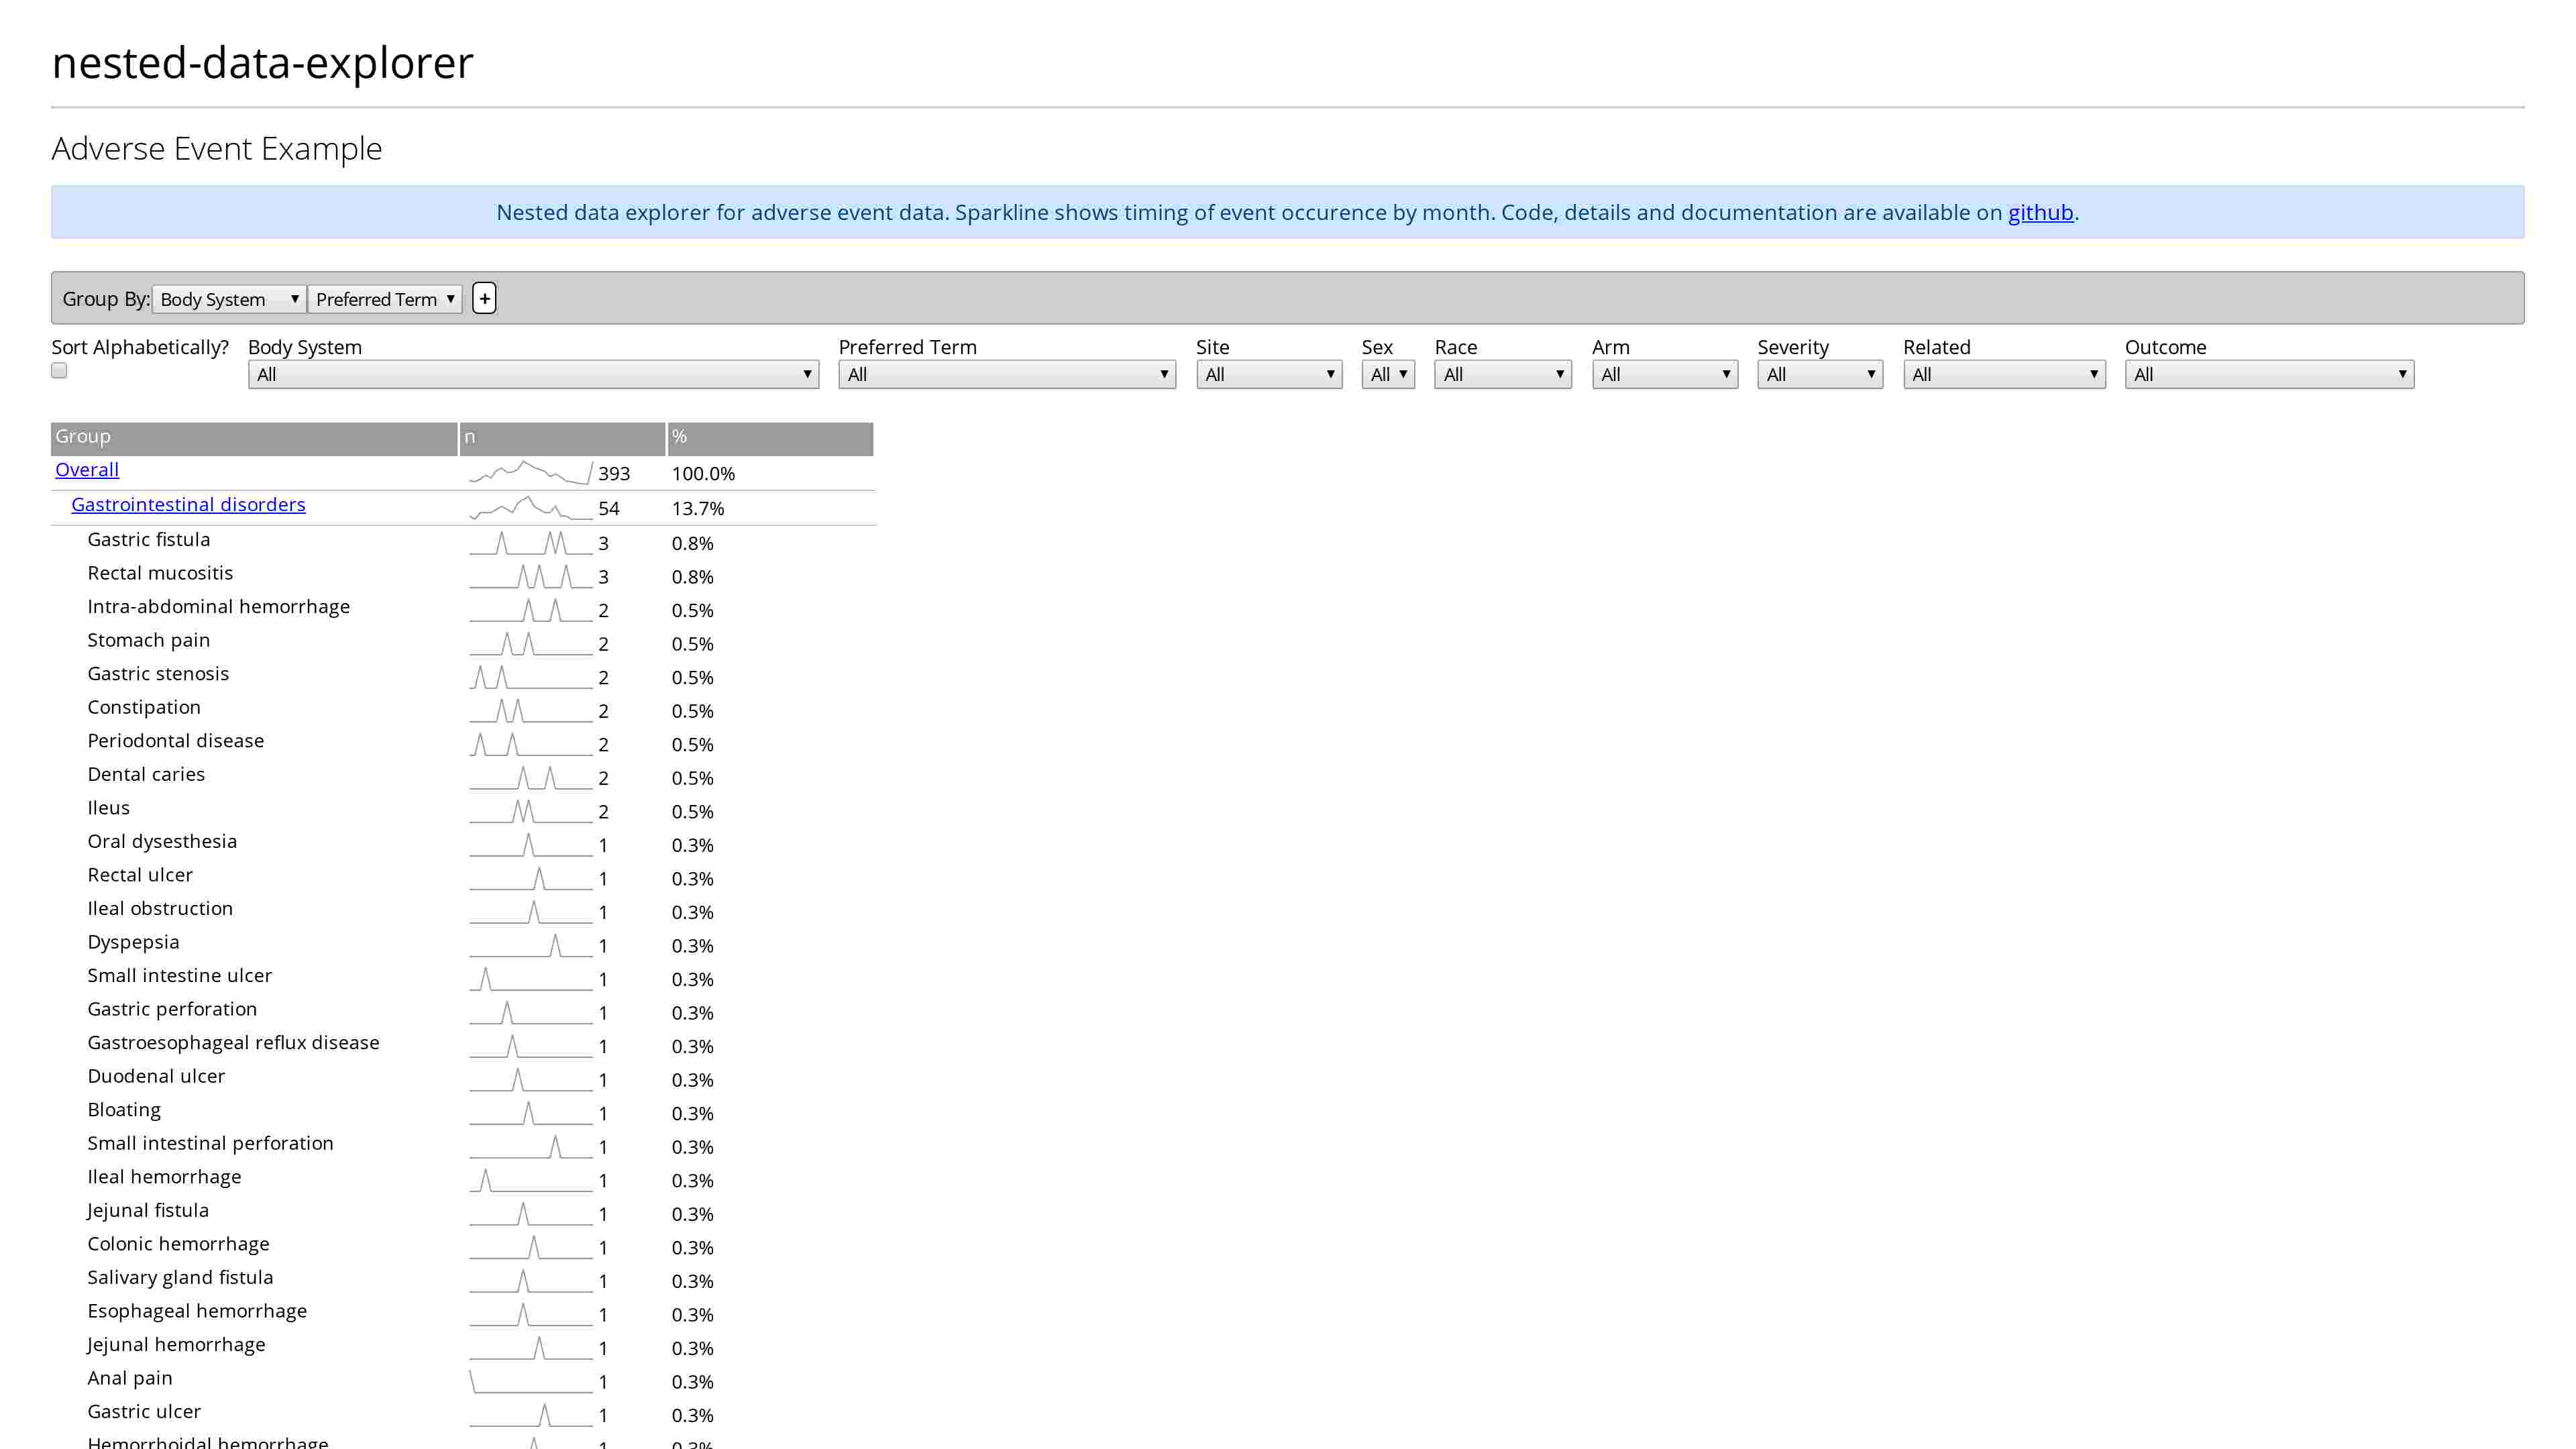 nested-data-explorer
Adverse Event Example
Nested data explorer for adverse event data. Sparkline shows timing of event occurence by month. Code, details and documentation are available on github.
Group By: Body System Preferred Term +
Sort Alphabetically? Body System Preferred Term Site Sex Race Arm Severity Related Outcome
All All All All All All All All All
Group n %
Overall 393 100.0%
Gastrointestinal disorders 54 13.7%
Gastric fistula 3 0.8%
Rectal mucositis 3 0.8%
Intra-abdominal hemorrhage 2 0.5%
Stomach pain 2 0.5%
Gastric stenosis 2 0.5%
Constipation 2 0.5%
Periodontal disease 2 0.5%
Dental caries 2 0.5%
Ileus 2 0.5%
Oral dysesthesia 1 0.3%
Rectal ulcer 1 0.3%
Ileal obstruction 1 0.3%
Dyspepsia 1 0.3%
Small intestine ulcer 1 0.3%
Gastric perforation 1 0.3%
Gastroesophageal reflux disease 1 0.3%
Duodenal ulcer 1 0.3%
Bloating 1 0.3%
Small intestinal perforation 1 0.3%
Ileal hemorrhage 1 0.3%
Jejunal fistula 1 0.3%
Colonic hemorrhage 1 0.3%
Salivary gland fistula 1 0.3%
Esophageal hemorrhage 1 0.3%
Jejunal hemorrhage 1 0.3%
Anal pain 1 0.3%
Gastric ulcer 1 0.3%
Hemorrhoidal hemorrhage 1 0.3%